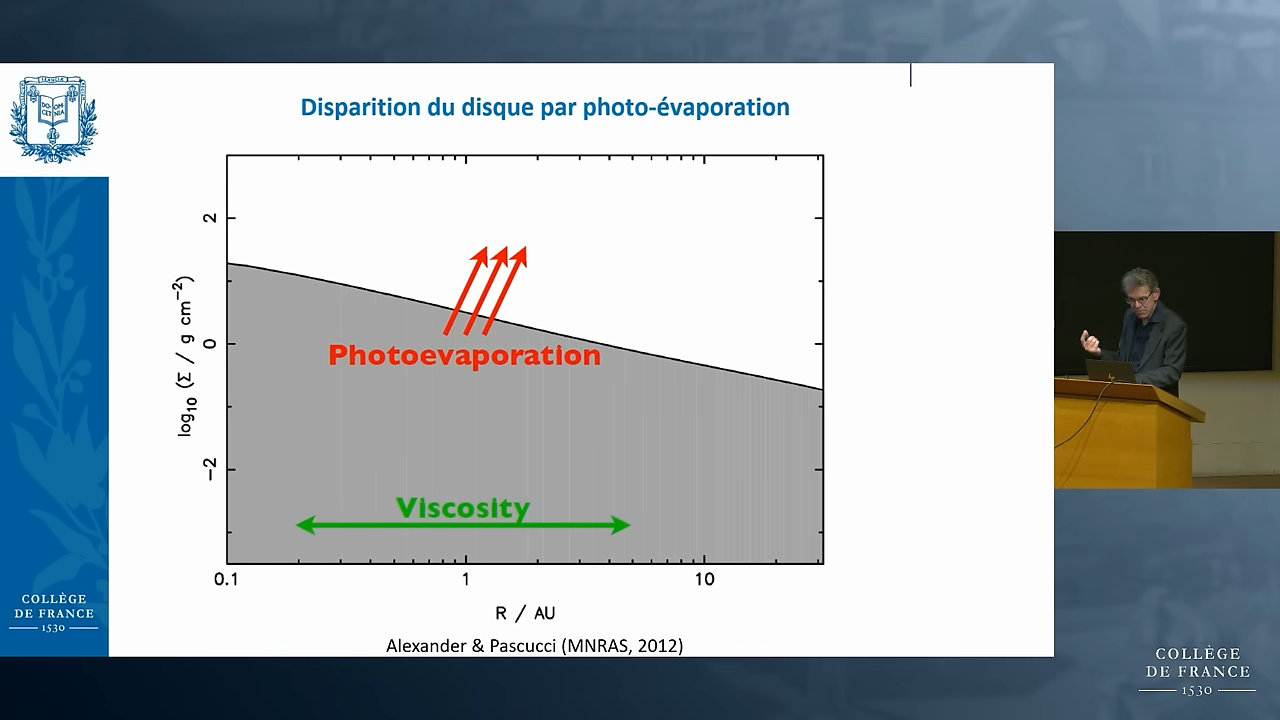 Disparition du disque par photo-évaporation
log10 (Σ / g cm−2)
2
0
−2
Photoevaporation
Viscosity
0.1
1
10
R / AU
Alexander & Pascucci (MNRAS, 2012)
COLLÈGE
DE FRANCE
1530
COLLÈGE
DE FRANCE
1530